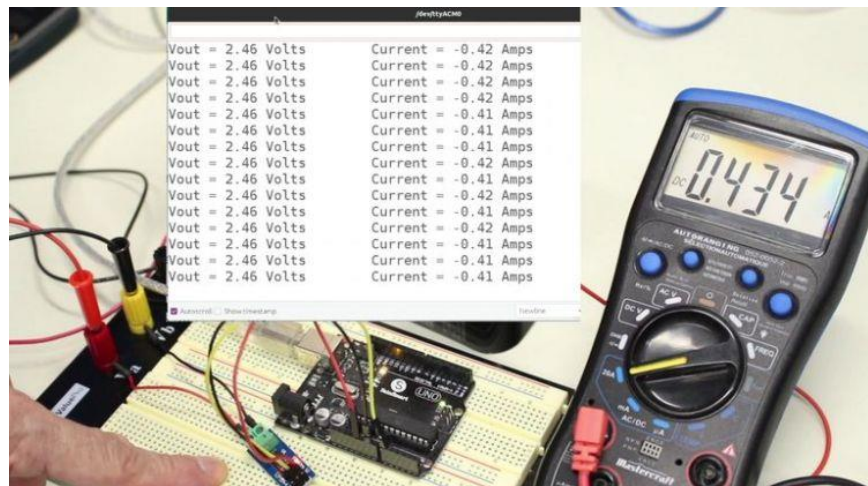 /dev/ttyACM0
Vout = 2.46 Volts Current = -0.42 Amps
Vout = 2.46 Volts Current = -0.42 Amps
Vout = 2.46 Volts Current = -0.42 Amps
Vout = 2.46 Volts Current = -0.42 Amps
Vout = 2.46 Volts Current = -0.41 Amps
Vout = 2.46 Volts Current = -0.41 Amps
Vout = 2.46 Volts Current = -0.41 Amps
Vout = 2.46 Volts Current = -0.42 Amps
Vout = 2.46 Volts Current = -0.41 Amps
Vout = 2.46 Volts Current = -0.42 Amps
Vout = 2.46 Volts Current = -0.41 Amps
Vout = 2.46 Volts Current = -0.42 Amps
Vout = 2.46 Volts Current = -0.41 Amps
Vout = 2.46 Volts Current = -0.41 Amps
Vout = 2.46 Volts Current = -0.41 Amps
Autoscroll Show timestamp Newline
Vb
Va
Value
UNO
AUTO
DC 0.434 A
AUTORANGING
SELECTION AUTOMATIQUE
AC V
CAP
DC V
FREQ
20A
mA
AC/DC
µA
Mastercraft